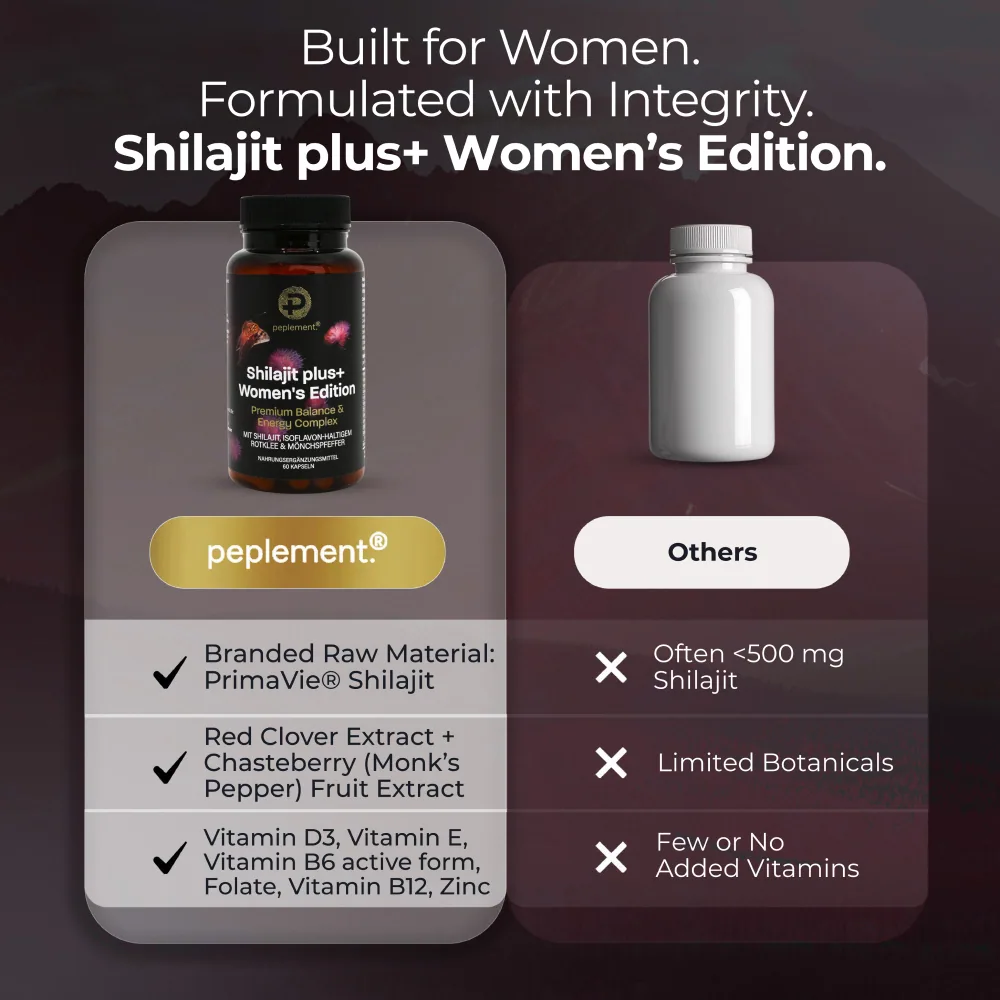 Built for Women.
Formulated with Integrity.
Shilajit plus+ Women's Edition.
peplement.®
Shilajit plus+
Women's Edition
Premium Balance &
Energy Complex
MIT SHILAJIT, ISOFLAVON-HALTIGEM
ROTKLEE & MÖNCHSPFEFFER
NAHRUNGSERGÄNZUNGSMITTEL
60 KAPSELN
peplement.®
Others
Branded Raw Material:
PrimaVie® Shilajit
Often <500 mg
Shilajit
Red Clover Extract +
Chasteberry (Monk's
Pepper) Fruit Extract
Limited Botanicals
Vitamin D3, Vitamin E,
Vitamin B6 active form,
Folate, Vitamin B12, Zinc
Few or No
Added Vitamins